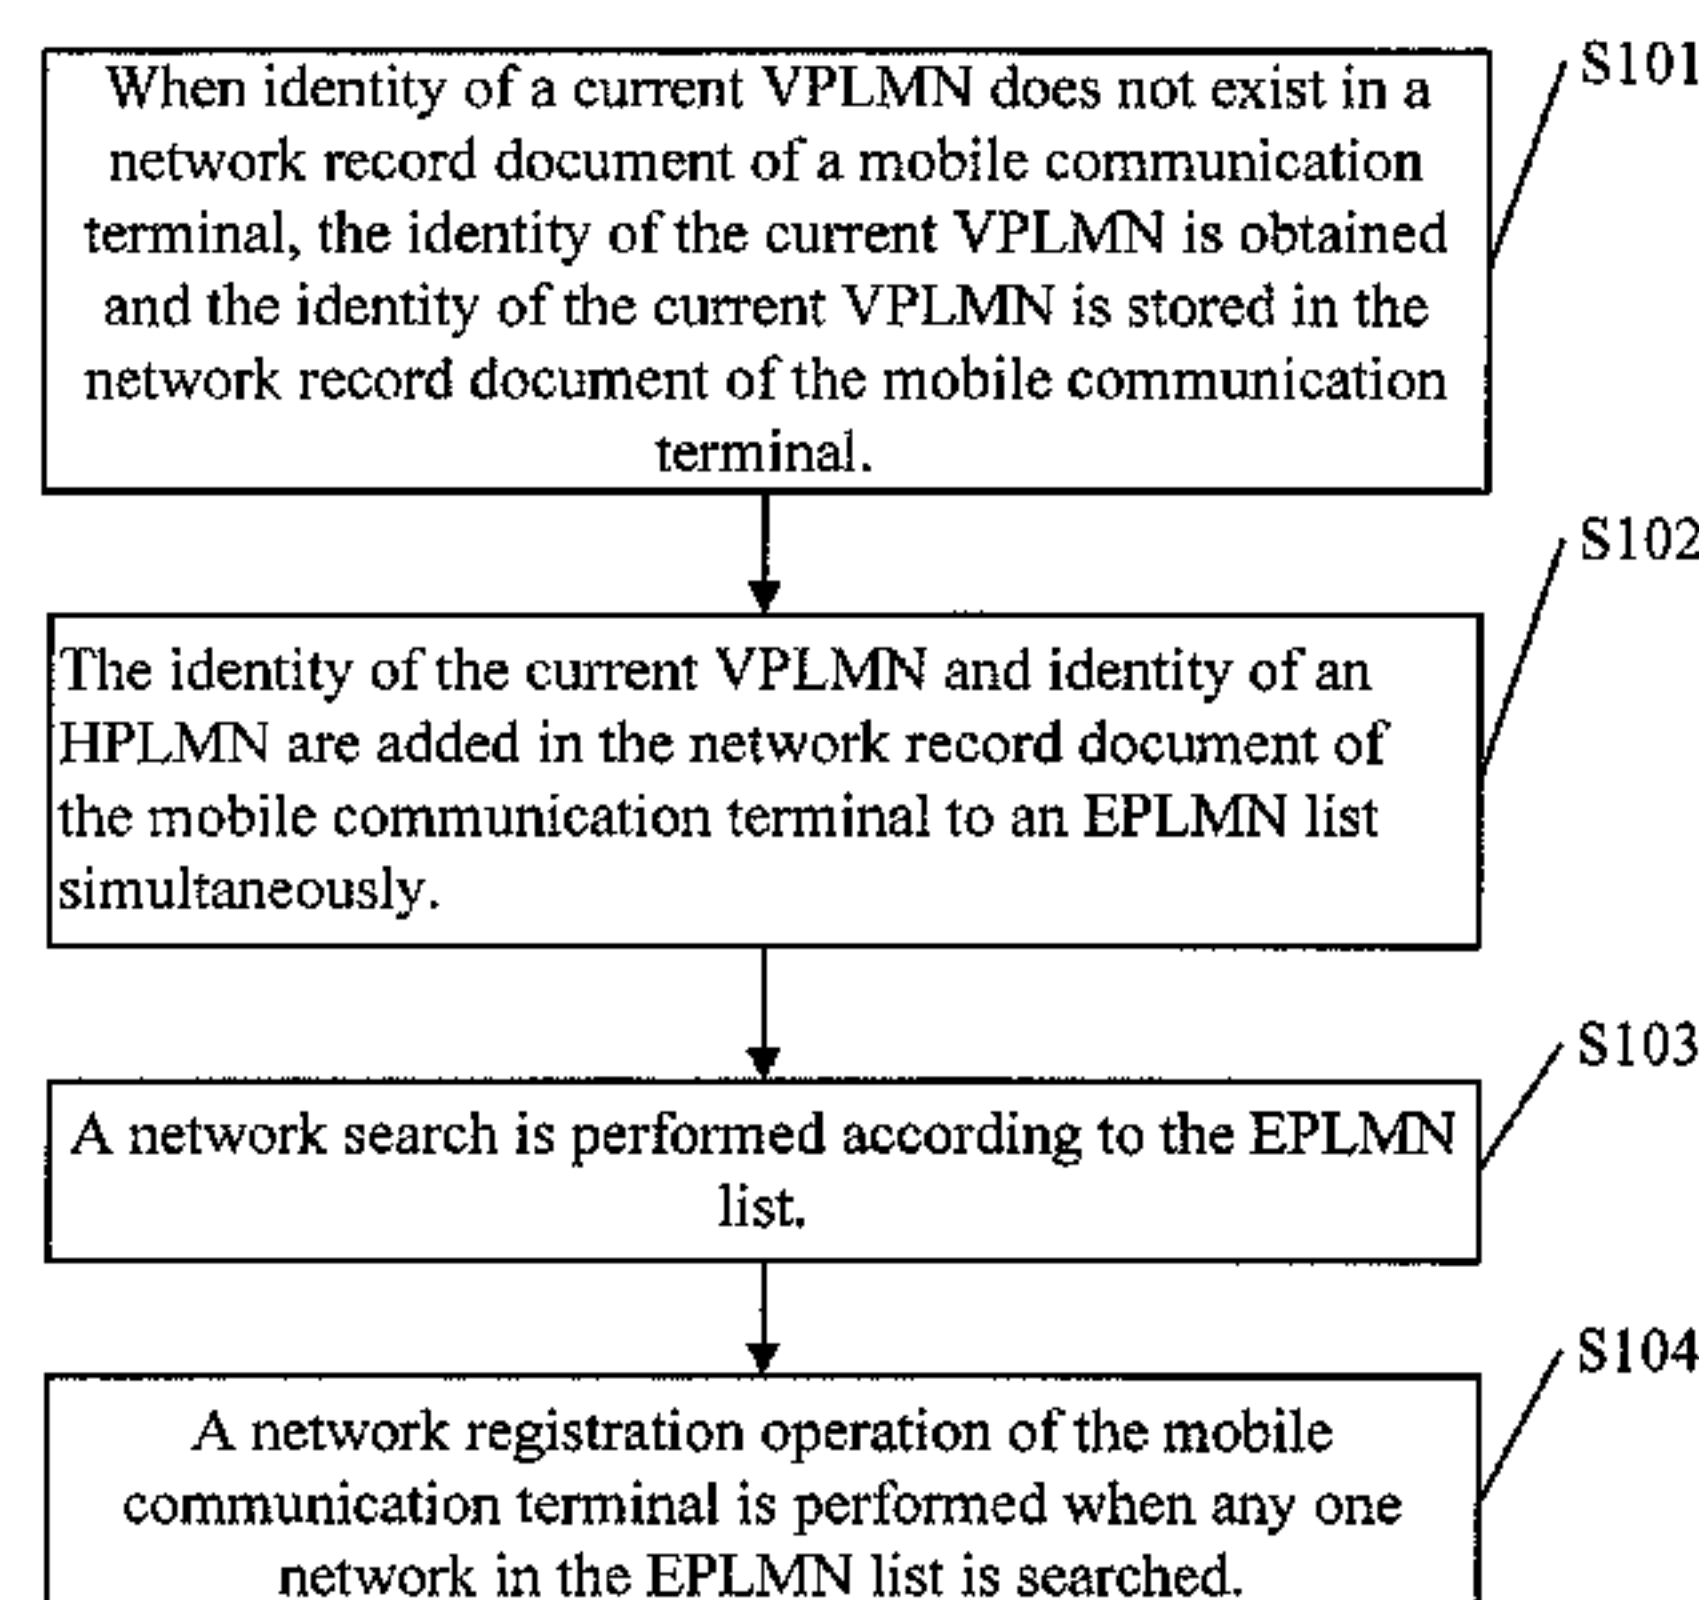 When identity of a current VPLMN does not exist in a
network record document of a mobile communication
terminal, the identity of the current VPLMN is obtained
and the identity of the current VPLMN is stored in the
network record document of the mobile communication
terminal.
S101
The identity of the current VPLMN and identity of an
HPLMN are added in the network record document of
the mobile communication terminal to an EPLMN list
simultaneously.
S102
A network search is performed according to the EPLMN
list.
S103
A network registration operation of the mobile
communication terminal is performed when any one
network in the EPLMN list is searched.
S104